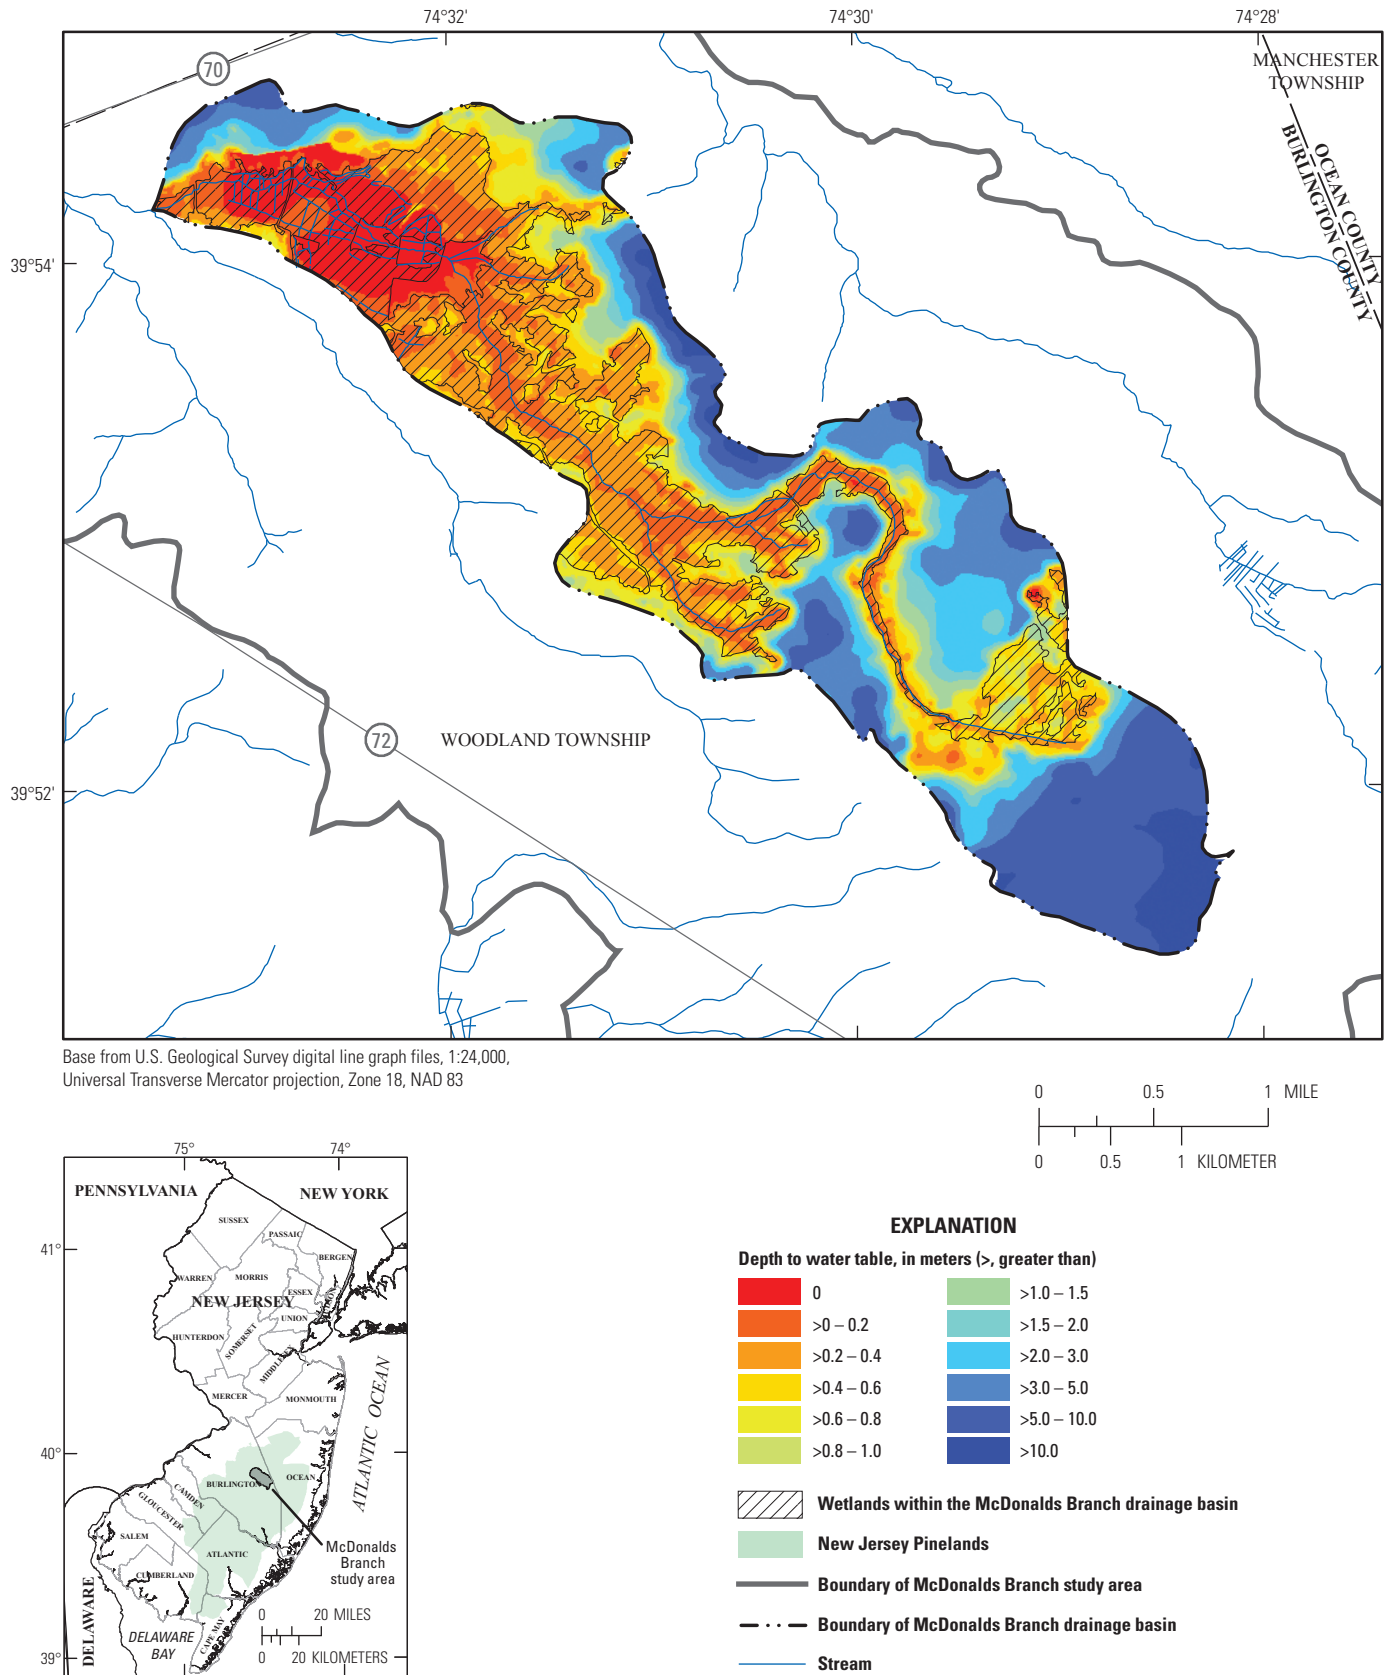 74°32'
74°30'
74°28'
70
MANCHESTER
TOWNSHIP
OCEAN COUNTY
BURLINGTON COUNTY
39°54'
72
WOODLAND TOWNSHIP
39°52'
Base from U.S. Geological Survey digital line graph files, 1:24,000,
Universal Transverse Mercator projection, Zone 18, NAD 83
0 0.5 1 MILE
0 0.5 1 KILOMETER
75°
74°
PENNSYLVANIA
NEW YORK
SUSSEX
PASSAIC
BERGEN
41°
WARREN
MORRIS
ESSEX
HUDSON
NEW JERSEY
UNION
HUNTERDON
SOMERSET
MIDDLESEX
MERCER
MONMOUTH
ATLANTIC OCEAN
40°
BURLINGTON
OCEAN
CAMDEN
GLOUCESTER
SALEM
ATLANTIC
McDonalds
Branch
study area
CUMBERLAND
CAPE MAY
DELAWARE
DELAWARE
BAY
0 20 MILES
0 20 KILOMETERS
39°
EXPLANATION
Depth to water table, in meters (>, greater than)
0
>0 – 0.2
>0.2 – 0.4
>0.4 – 0.6
>0.6 – 0.8
>0.8 – 1.0
>1.0 – 1.5
>1.5 – 2.0
>2.0 – 3.0
>3.0 – 5.0
>5.0 – 10.0
>10.0
Wetlands within the McDonalds Branch drainage basin
New Jersey Pinelands
Boundary of McDonalds Branch study area
Boundary of McDonalds Branch drainage basin
Stream